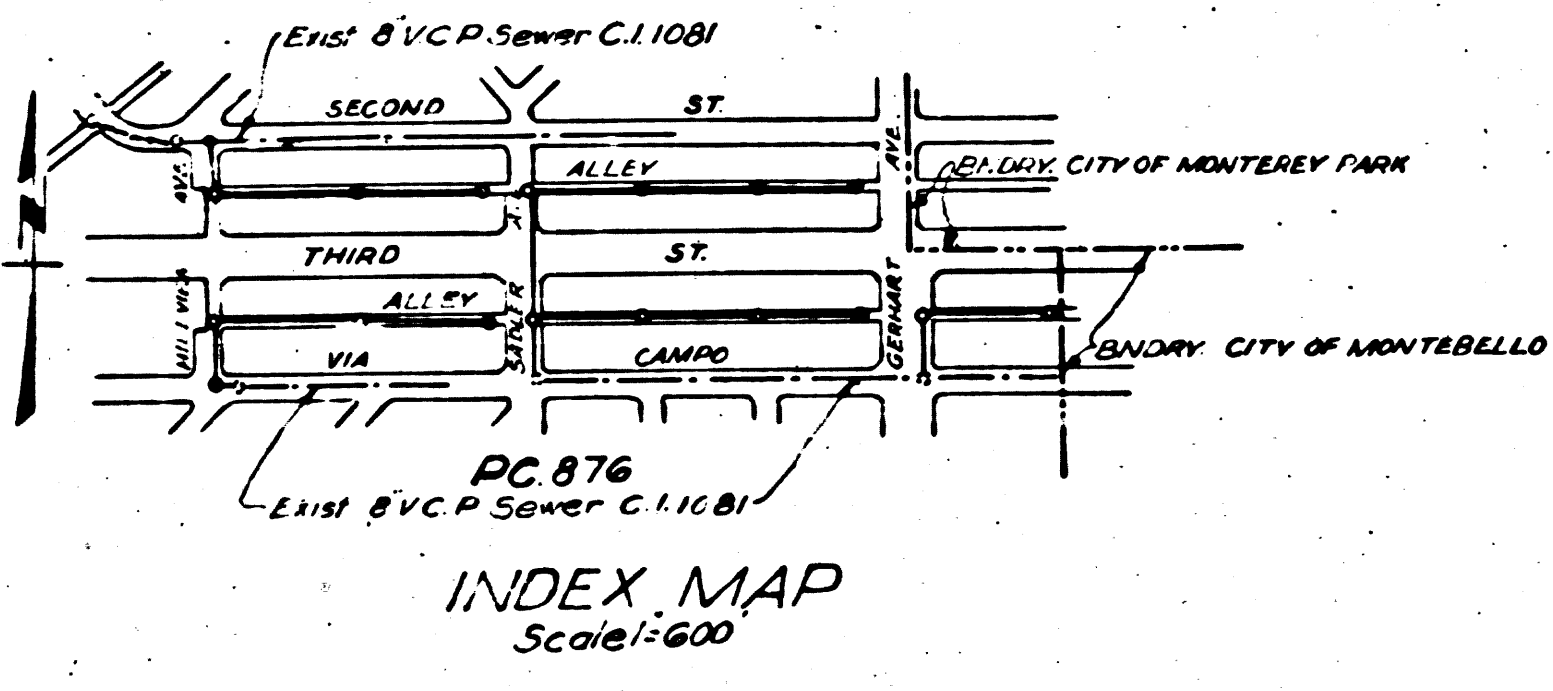 Exist 8" V.C.P. Sewer C.I. 1081
SECOND ST.
AVE.
AVE.
ALLEY
BNDRY. CITY OF MONTEREY PARK
THIRD ST.
HILLVIEW
ALLEY
SADLER
GERHART
VIA CAMPO
BNDRY. CITY OF MONTEBELLO
P.C. 876
Exist 8" V.C.P. Sewer C.I. 1081
INDEX MAP
Scale 1"=600'